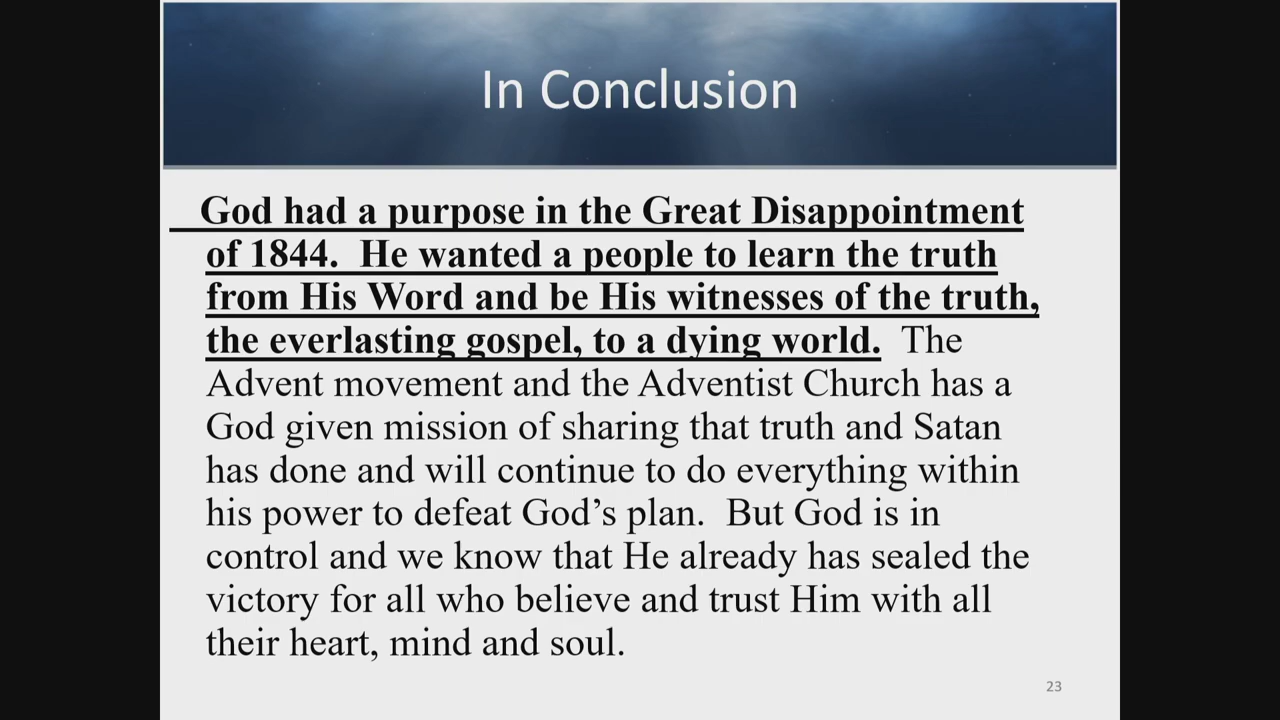 In Conclusion
God had a purpose in the Great Disappointment
of 1844.  He wanted a people to learn the truth
from His Word and be His witnesses of the truth,
the everlasting gospel, to a dying world.  The
Advent movement and the Adventist Church has a
God given mission of sharing that truth and Satan
has done and will continue to do everything within
his power to defeat God’s plan.  But God is in
control and we know that He already has sealed the
victory for all who believe and trust Him with all
their heart, mind and soul.
23